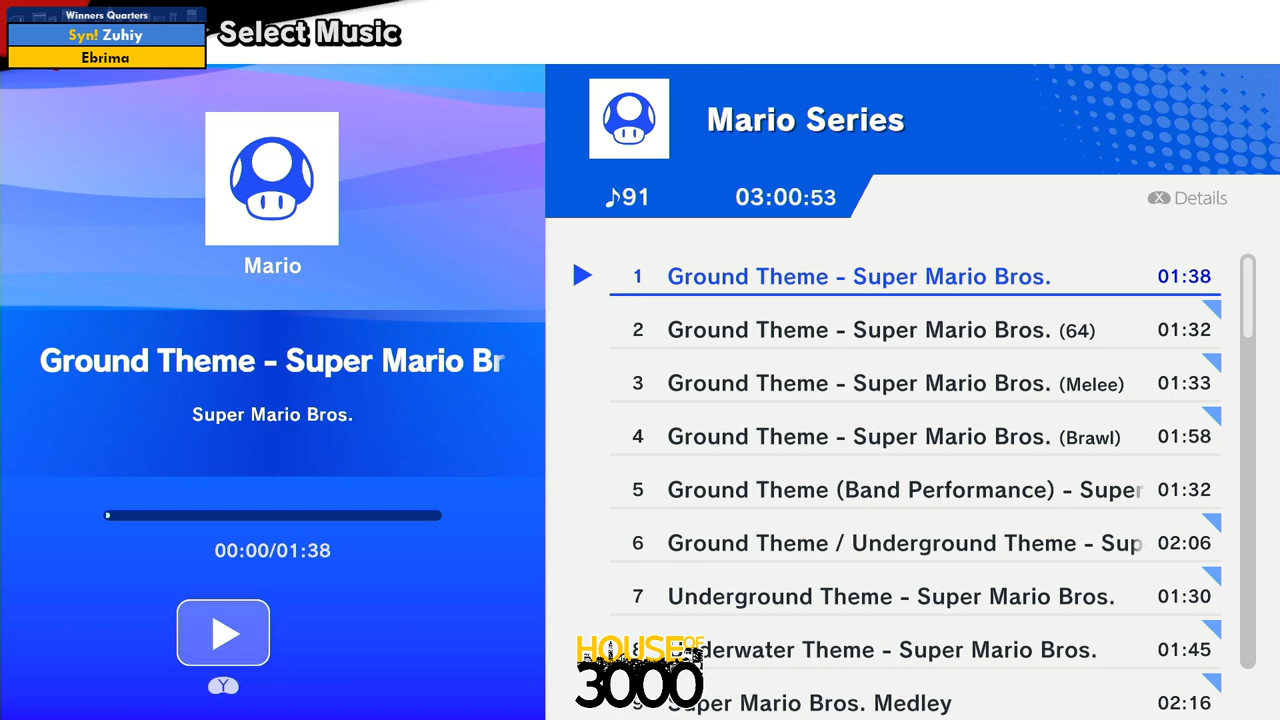 Winners Quarters
Syn! Zuhiy
Ebrima
Select Music
Mario
Ground Theme - Super Mario Br
Super Mario Bros.
00:00/01:38
Y
Mario Series
♪91 03:00:53
X Details
1 Ground Theme - Super Mario Bros. 01:38
2 Ground Theme - Super Mario Bros. (64) 01:32
3 Ground Theme - Super Mario Bros. (Melee) 01:33
4 Ground Theme - Super Mario Bros. (Brawl) 01:58
5 Ground Theme (Band Performance) - Super 01:32
6 Ground Theme / Underground Theme - Sup 02:06
7 Underground Theme - Super Mario Bros. 01:30
8 Underwater Theme - Super Mario Bros. 01:45
9 Super Mario Bros. Medley 02:16
HOUSE OF
3000